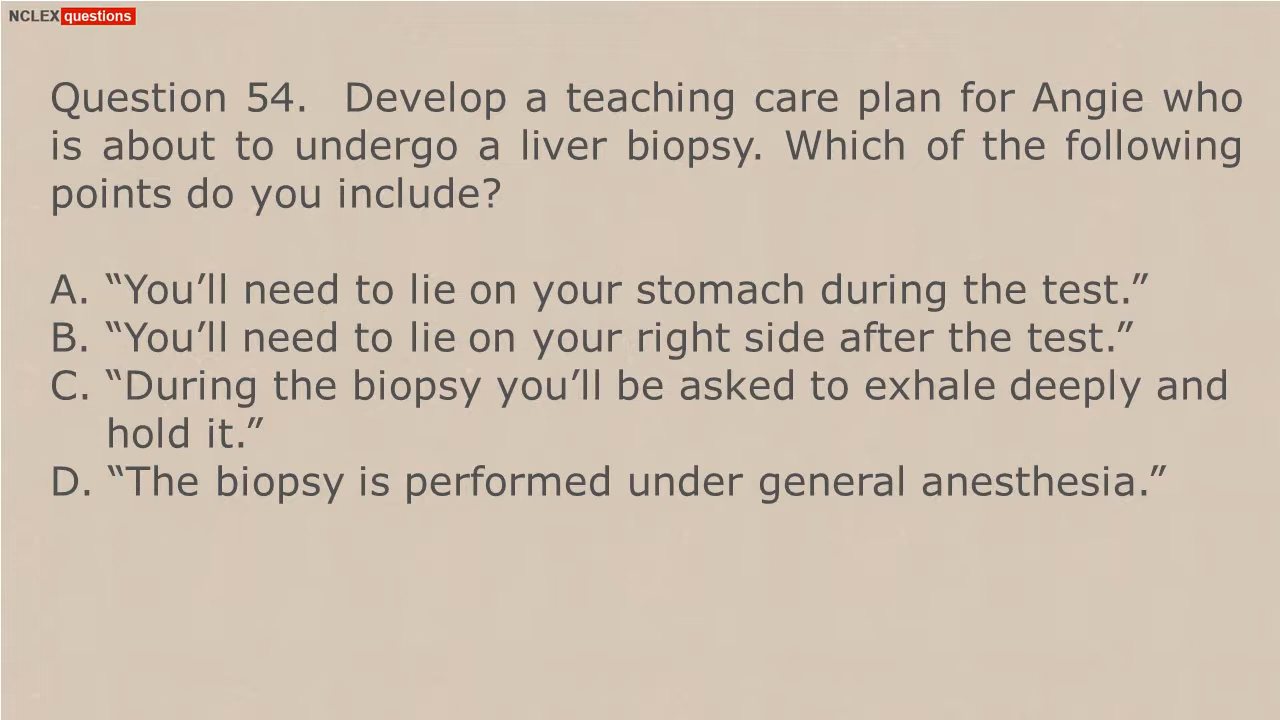 NCLEX questions
Question 54. Develop a teaching care plan for Angie who
is about to undergo a liver biopsy. Which of the following
points do you include?
A. “You’ll need to lie on your stomach during the test.”
B. “You’ll need to lie on your right side after the test.”
C. “During the biopsy you’ll be asked to exhale deeply and
hold it.”
D. “The biopsy is performed under general anesthesia.”